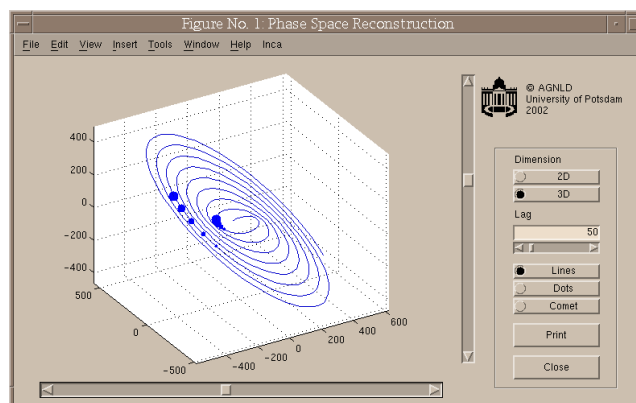 Figure No. 1: Phase Space Reconstruction
File Edit View Insert Tools Window Help Inca
© AGNLD
University of Potsdam
2002
Dimension
2D
3D
Lag
50
Lines
Dots
Comet
Print
Close
400
200
0
-200
-400
500
0
-500
-400
-200
0
200
400
600